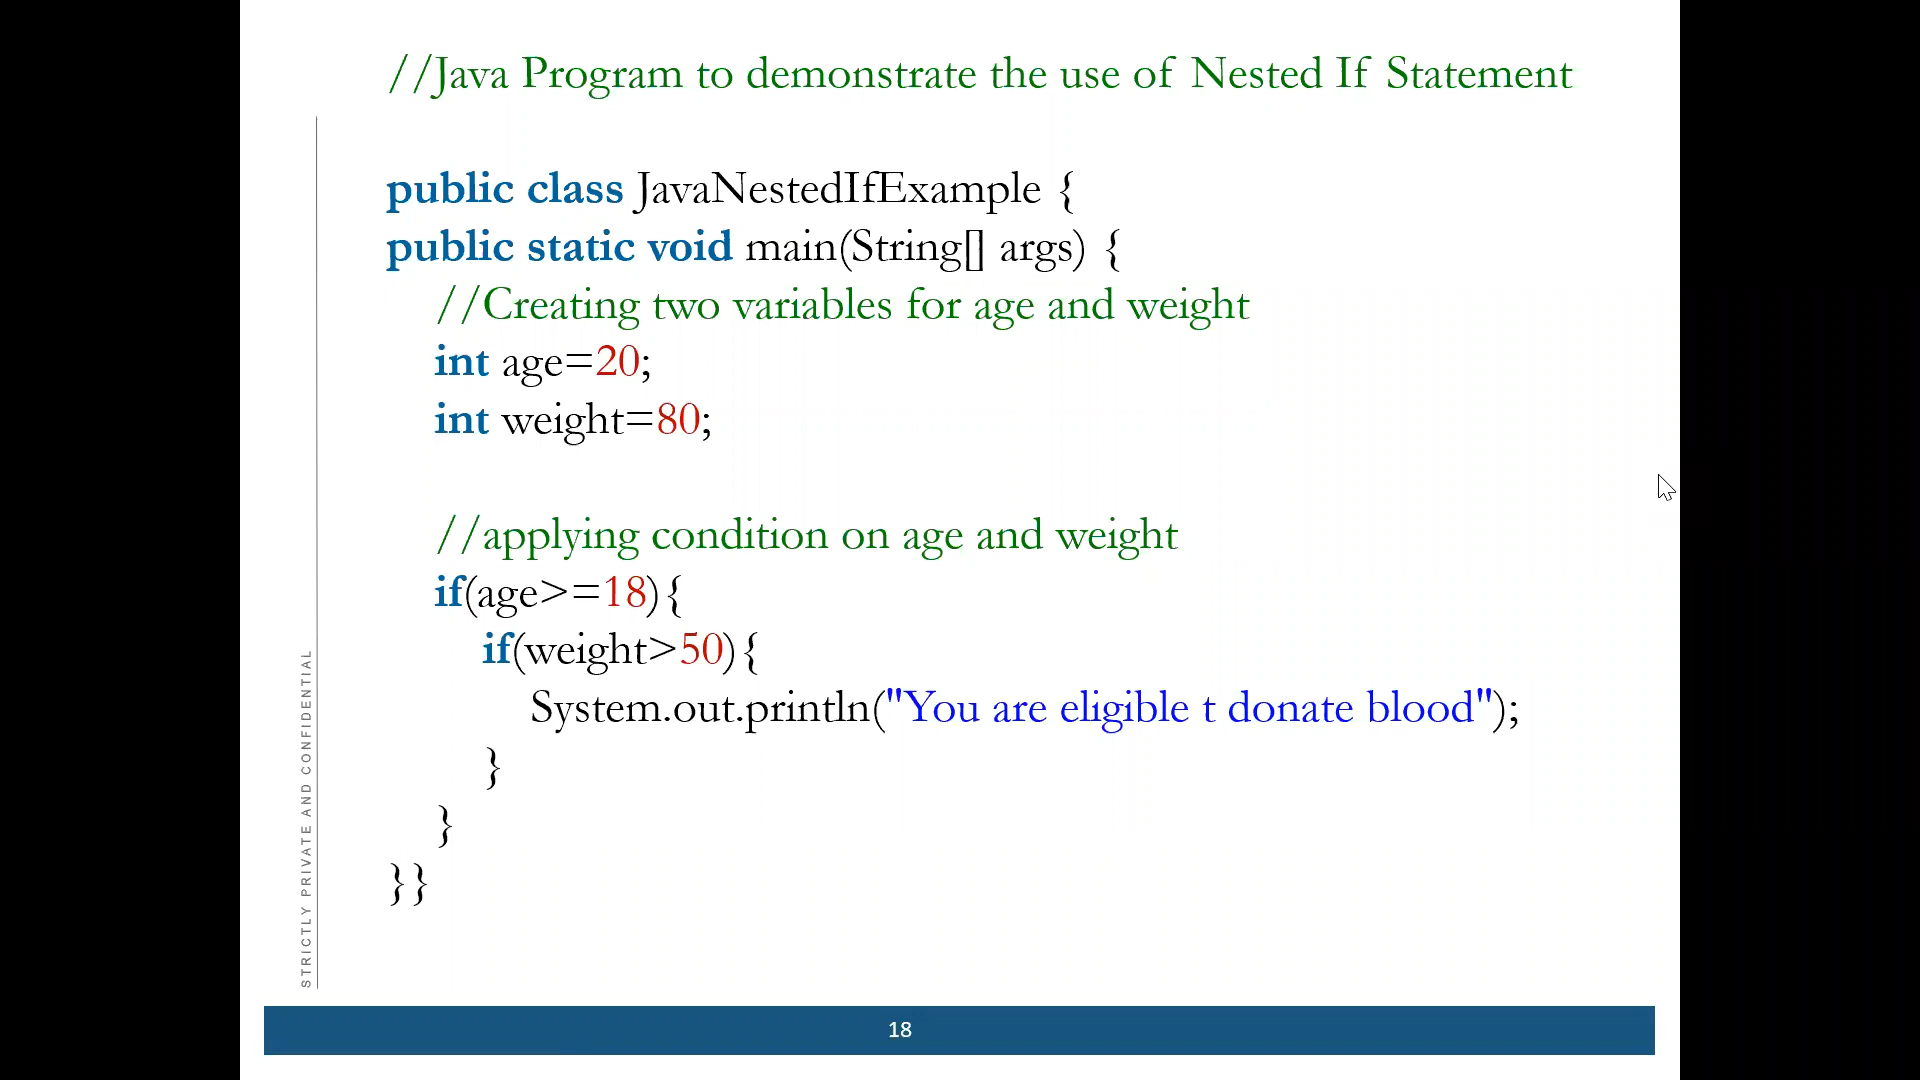 //Java Program to demonstrate the use of Nested If Statement
public class JavaNestedIfExample {
public static void main(String[] args) {
//Creating two variables for age and weight
int age=20;
int weight=80;
//applying condition on age and weight
if(age>=18){
if(weight>50){
System.out.println("You are eligible t donate blood");
}
}
}}
STRICTLY PRIVATE AND CONFIDENTIAL
18